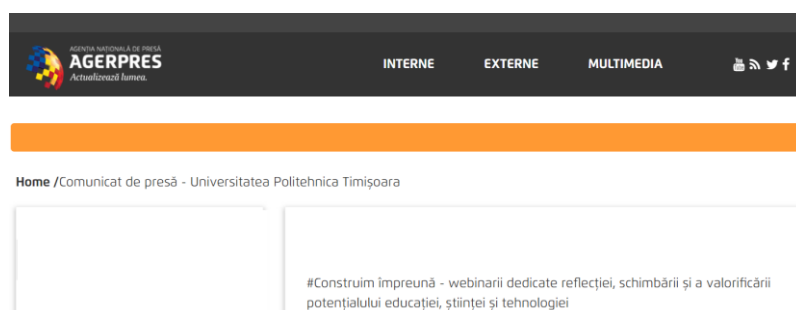 AGENȚIA NAȚIONALĂ DE PRESĂ
AGERPRES
Actualizează lumea.
INTERNE EXTERNE MULTIMEDIA
Home /Comunicat de presă - Universitatea Politehnica Timișoara
#Construim împreună - webinarii dedicate reflecției, schimbării și a valorificării
potențialului educației, științei și tehnologiei